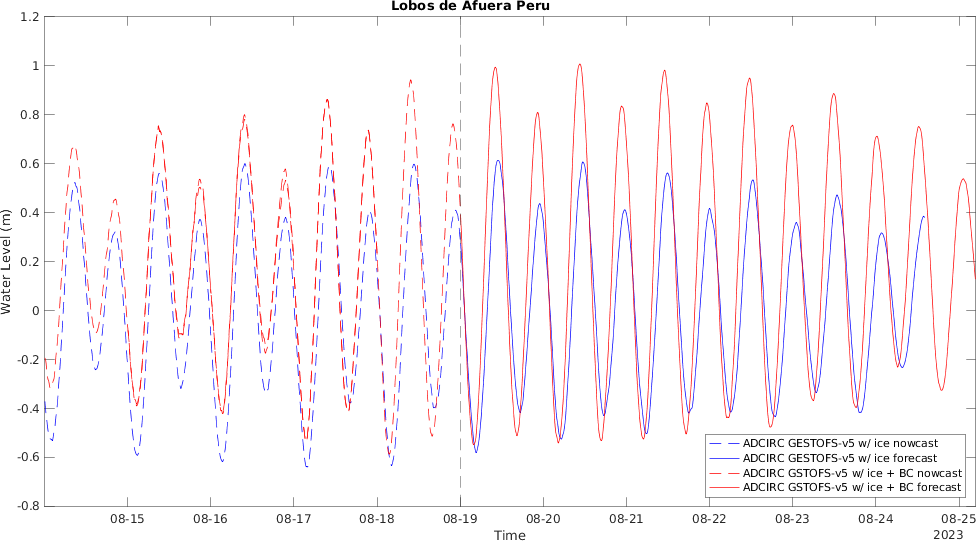 Lobos de Afuera Peru
1.2
1
0.8
0.6
0.4
0.2
0
-0.2
-0.4
-0.6
-0.8
Water Level (m)
ADCIRC GESTOFS-v5 w/ ice nowcast
ADCIRC GESTOFS-v5 w/ ice forecast
ADCIRC GSTOFS-v5 w/ ice + BC nowcast
ADCIRC GSTOFS-v5 w/ ice + BC forecast
08-15 08-16 08-17 08-18 08-19 08-20 08-21 08-22 08-23 08-24 08-25
Time 2023